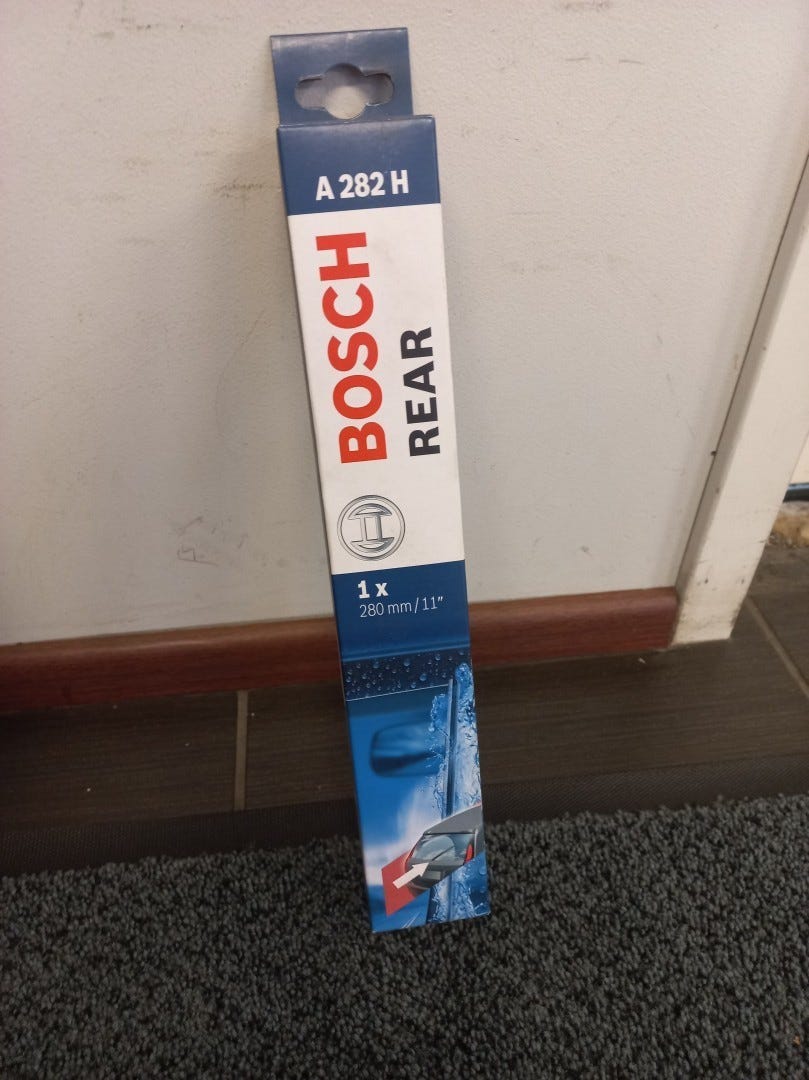 A 282 H
BOSCH
REAR
1 x
280 mm/11"